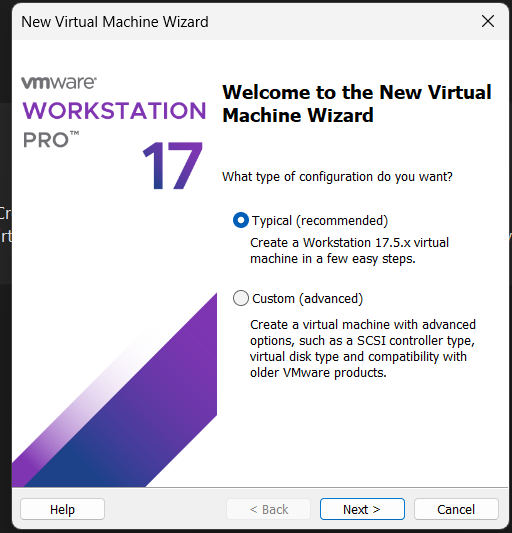 New Virtual Machine Wizard
vmware®
WORKSTATION
PRO™
17
Welcome to the New Virtual
Machine Wizard
What type of configuration do you want?
Typical (recommended)
Create a Workstation 17.5.x virtual
machine in a few easy steps.
Custom (advanced)
Create a virtual machine with advanced
options, such as a SCSI controller type,
virtual disk type and compatibility with
older VMware products.
Help
< Back
Next >
Cancel